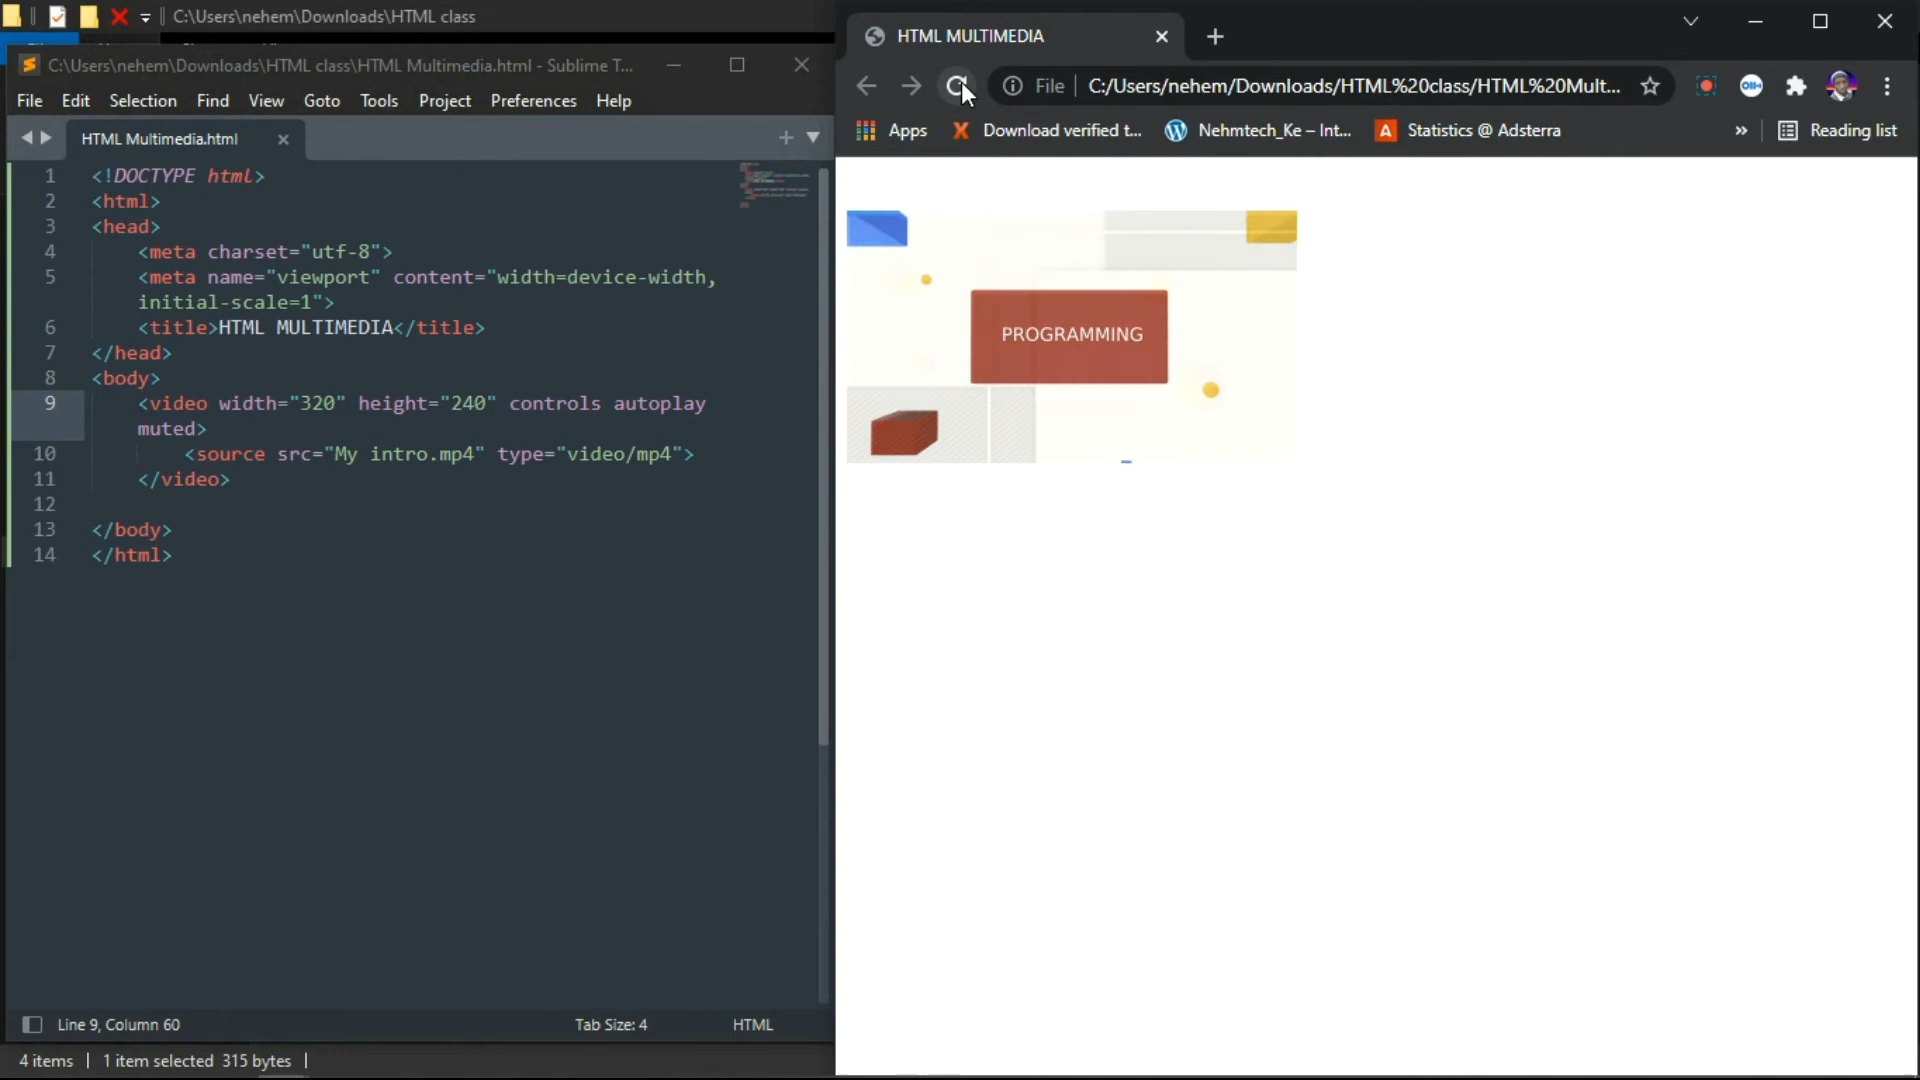 C:\Users\nehem\Downloads\HTML class
C:\Users\nehem\Downloads\HTML class\HTML Multimedia.html - Sublime T...
File Edit Selection Find View Goto Tools Project Preferences Help
HTML Multimedia.html
1 <!DOCTYPE html>
2 <html>
3 <head>
4 <meta charset="utf-8">
5 <meta name="viewport" content="width=device-width,
initial-scale=1">
6 <title>HTML MULTIMEDIA</title>
7 </head>
8 <body>
9 <video width="320" height="240" controls autoplay
muted>
10 <source src="My intro.mp4" type="video/mp4">
11 </video>
12
13 </body>
14 </html>
Line 9, Column 60 Tab Size: 4 HTML
4 items 1 item selected 315 bytes
HTML MULTIMEDIA
File C:/Users/nehem/Downloads/HTML%20class/HTML%20Mult...
Apps X Download verified t... Nehmtech_Ke – Int... A Statistics @ Adsterra » Reading list
PROGRAMMING